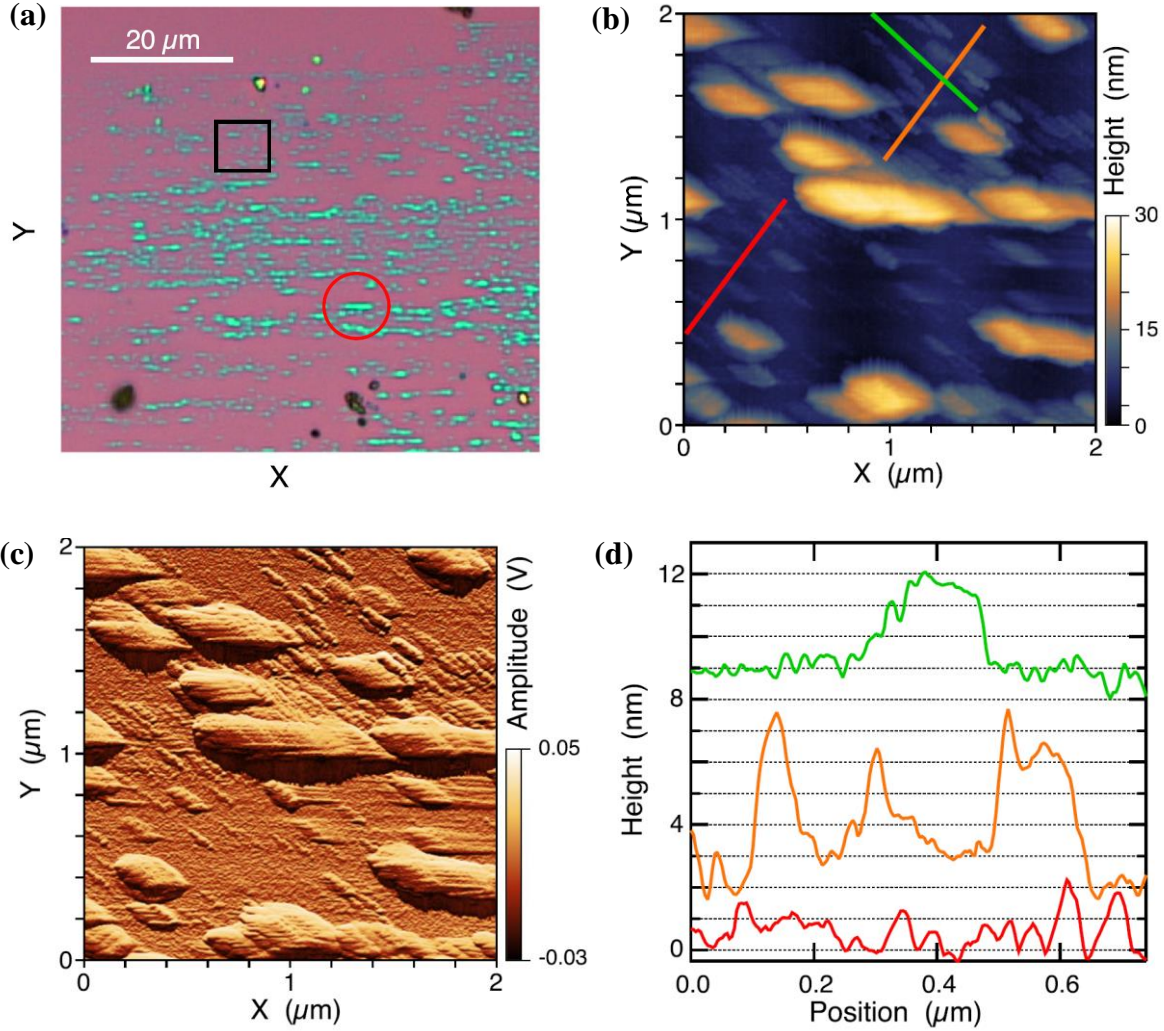 (a)
20 μm
Y
X
(b)
2
Y (μm)
1
0
0
1
2
X (μm)
Height (nm)
30
15
0
(c)
2
Y (μm)
1
0
0
1
2
X (μm)
Amplitude (V)
0.05
-0.03
(d)
12
8
4
0
Height (nm)
0.0
0.2
0.4
0.6
Position (μm)